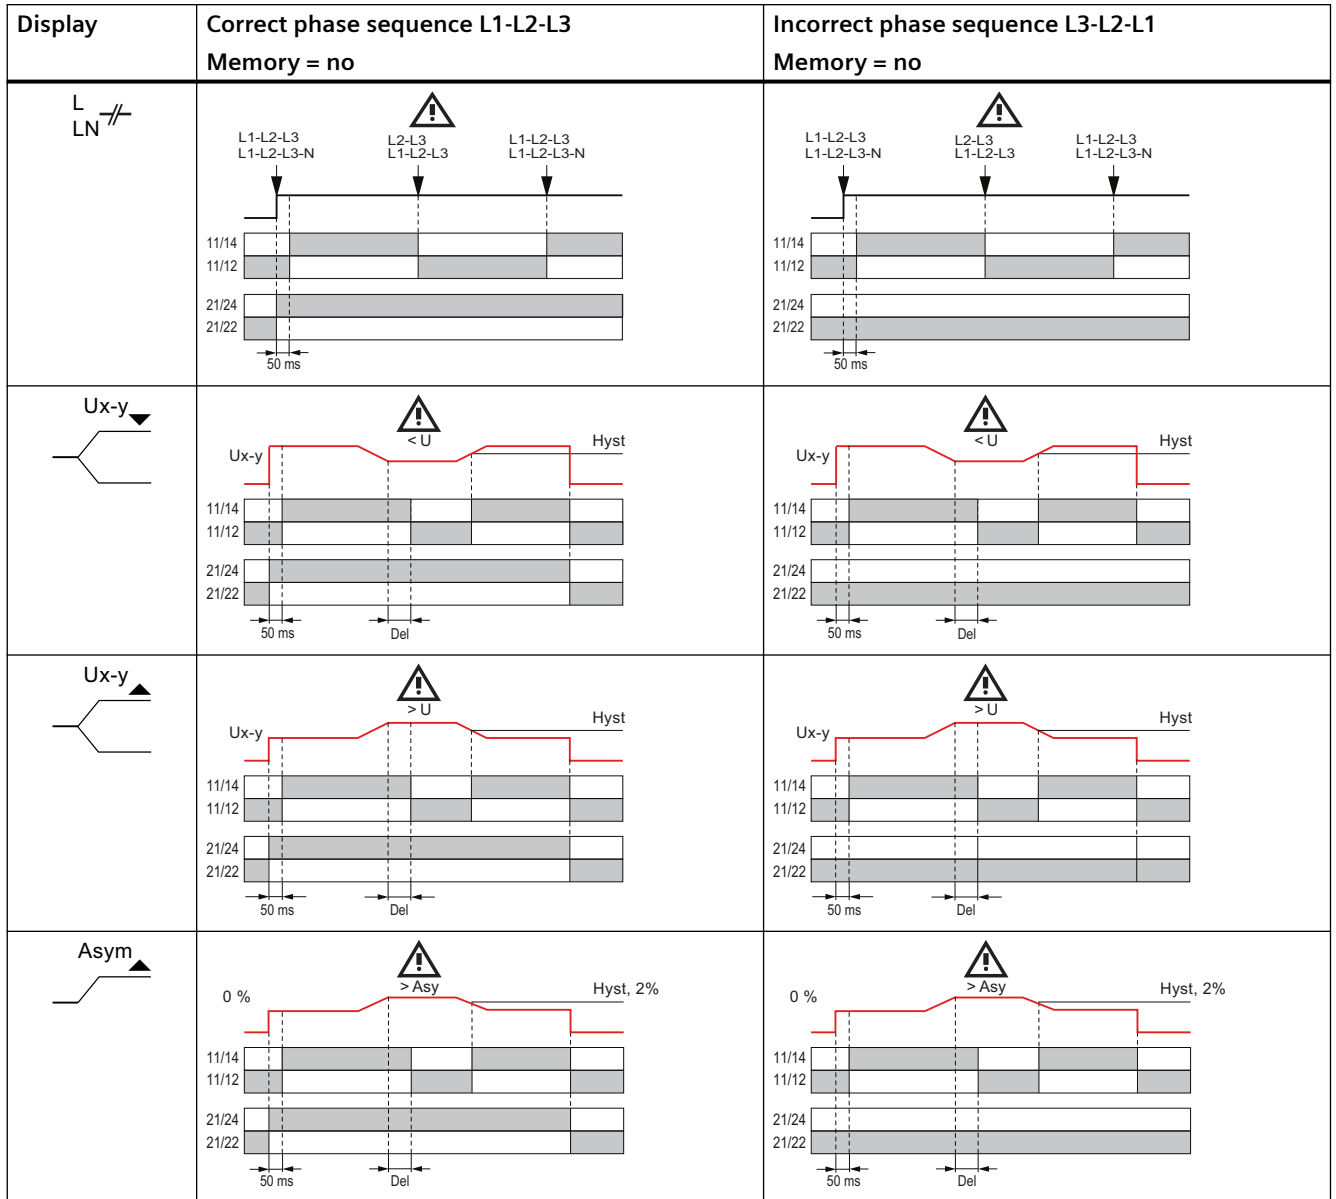 Display
Correct phase sequence L1-L2-L3
Memory = no
Incorrect phase sequence L3-L2-L1
Memory = no
L
LN
L1-L2-L3
L1-L2-L3-N
L2-L3
L1-L2-L3
L1-L2-L3
L1-L2-L3-N
11/14
11/12
21/24
21/22
50 ms
L1-L2-L3
L1-L2-L3-N
L2-L3
L1-L2-L3
L1-L2-L3
L1-L2-L3-N
11/14
11/12
21/24
21/22
50 ms
Ux-y
< U
Hyst
Ux-y
11/14
11/12
21/24
21/22
50 ms
Del
< U
Hyst
Ux-y
11/14
11/12
21/24
21/22
50 ms
Del
Ux-y
> U
Hyst
Ux-y
11/14
11/12
21/24
21/22
50 ms
Del
> U
Hyst
Ux-y
11/14
11/12
21/24
21/22
50 ms
Del
Asym
> Asy
Hyst, 2%
0 %
11/14
11/12
21/24
21/22
50 ms
Del
> Asy
Hyst, 2%
0 %
11/14
11/12
21/24
21/22
50 ms
Del